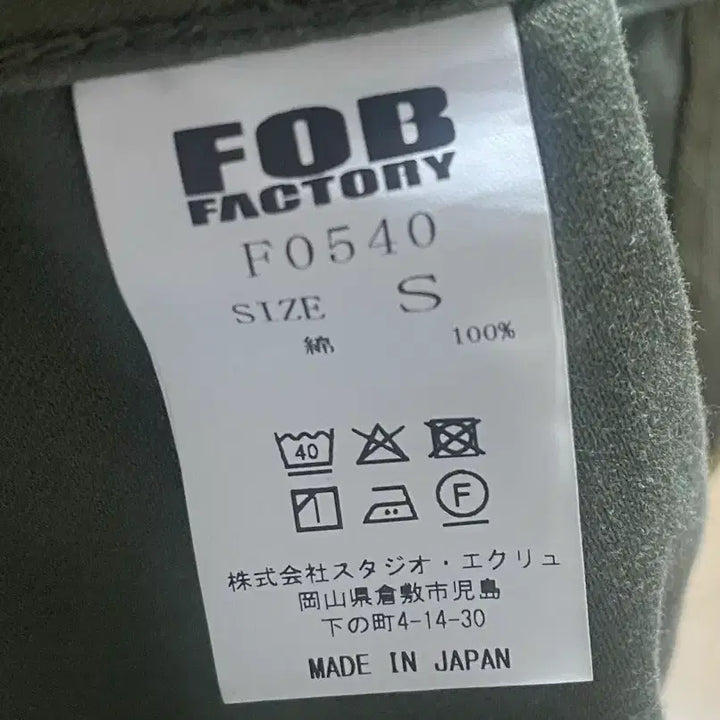 FOB
FACTORY
F0540
SIZE S
綿 100%
40
F
株式会社スタジオ・エクリュ
岡山県倉敷市児島
下の町4-14-30
MADE IN JAPAN